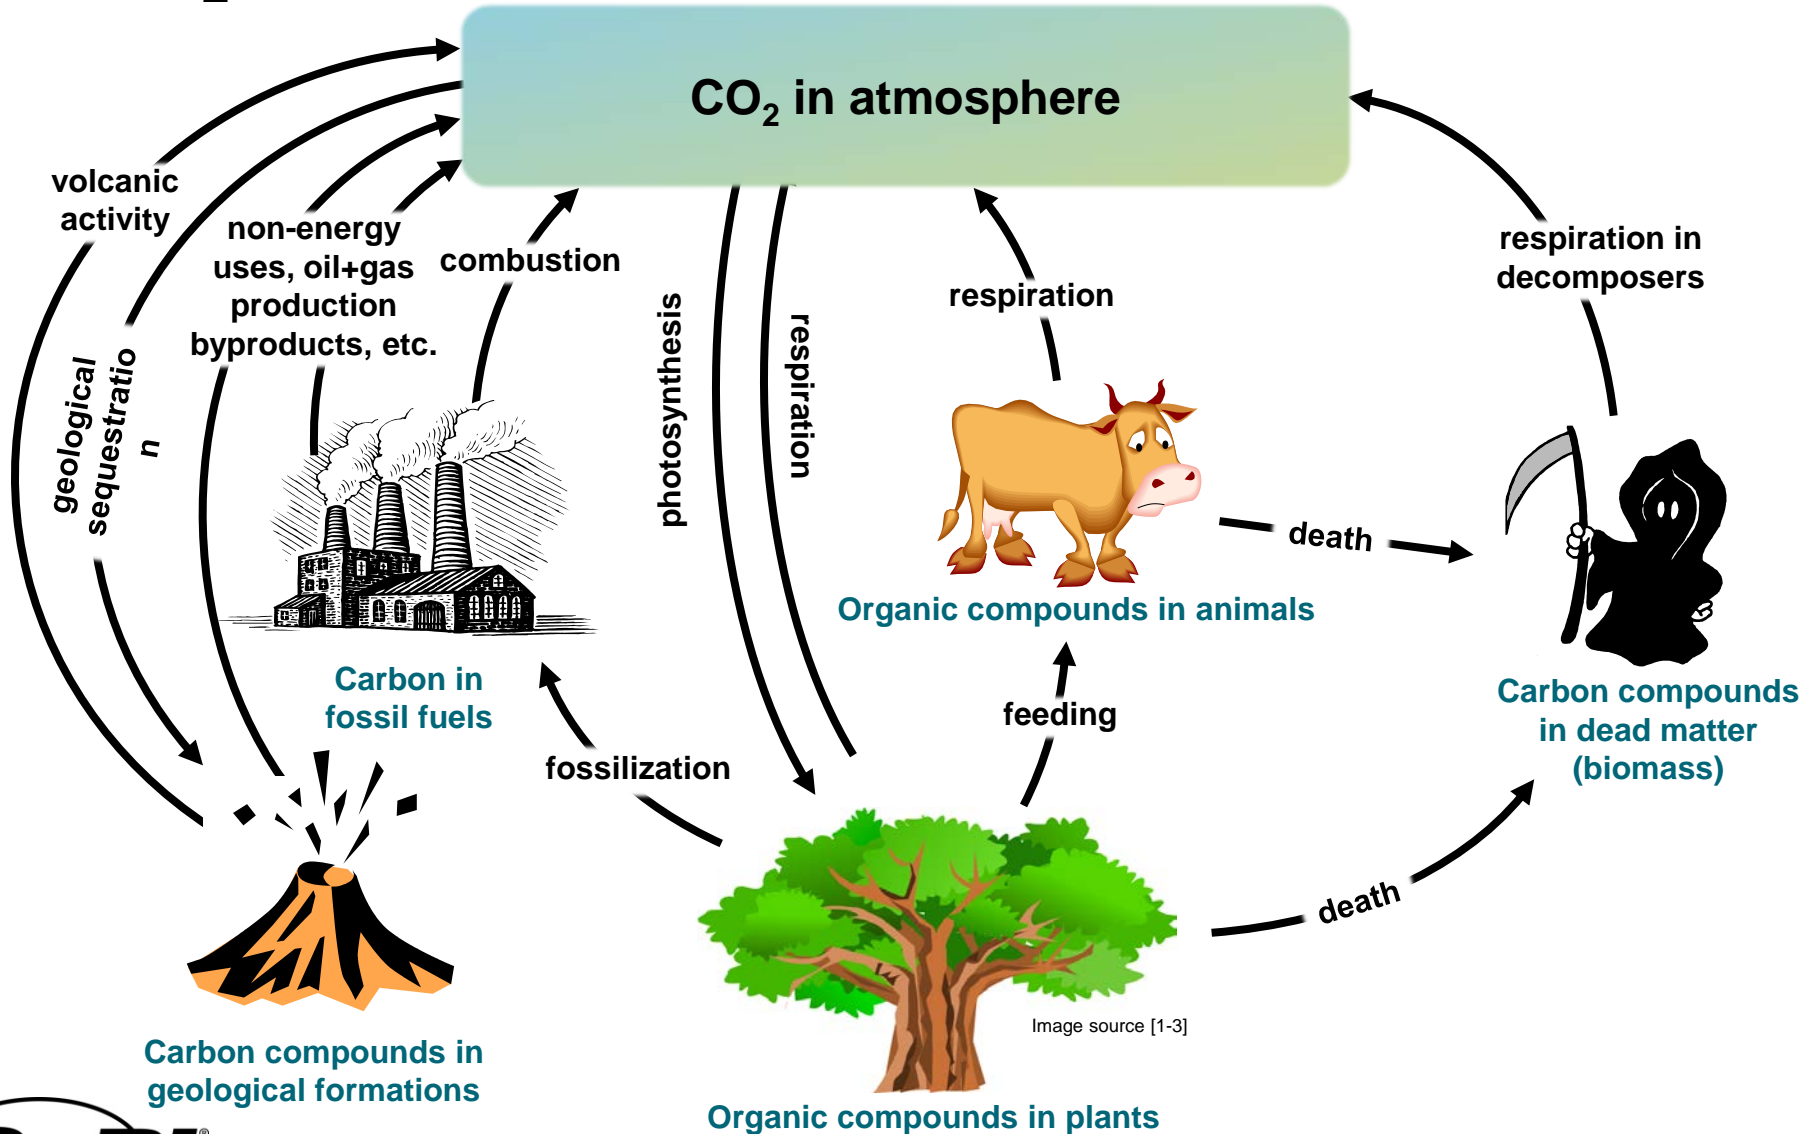 CO₂ in atmosphere
volcanic
activity
non-energy
uses, oil+gas
production
byproducts, etc.
combustion
geological
sequestratio
n
photosynthesis
respiration
respiration
respiration in
decomposers
death
Organic compounds in animals
Carbon in
fossil fuels
feeding
Carbon compounds
in dead matter
(biomass)
fossilization
death
Image source [1-3]
Carbon compounds in
geological formations
Organic compounds in plants